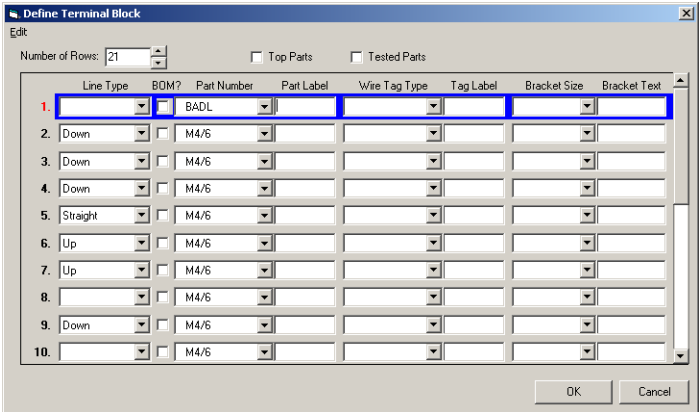 Define Terminal Block
Edit
Number of Rows: 21 Top Parts Tested Parts
Line Type BOM? Part Number Part Label Wire Tag Type Tag Label Bracket Size Bracket Text
1. BADL
2. Down M4/6
3. Down M4/6
4. Down M4/6
5. Straight M4/6
6. Up M4/6
7. Up M4/6
8. M4/6
9. Down M4/6
10. M4/6
OK Cancel